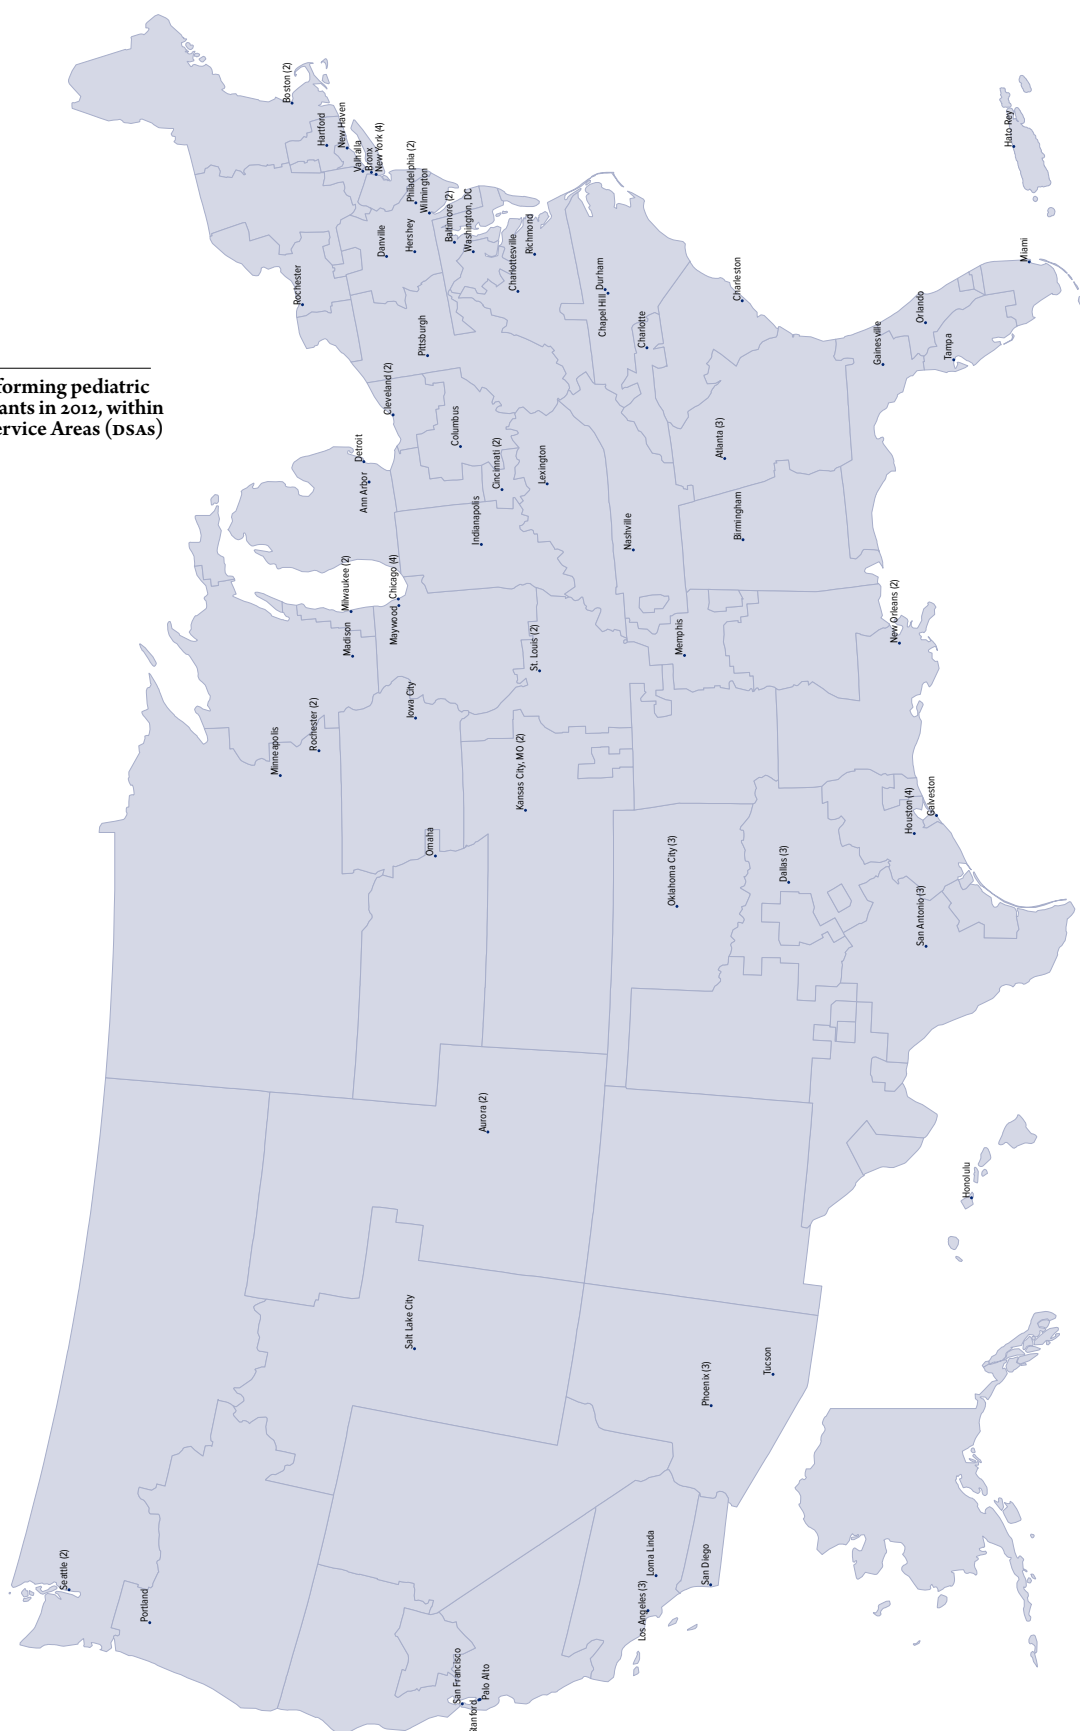 forming pediatric
ants in 2012, within
ervice Areas (DSAs)
Boston (2)
Hartford
New Haven
Valhalla
Bronx
New York (4)
Philadelphia (2)
Wilmington
Baltimore (2)
Washington, DC
Danville
Hershey
Charlottesville
Richmond
Rochester
Pittsburgh
Chapel Hill
Durham
Charlotte
Charleston
Hato Rey
Miami
Orlando
Gainesville
Tampa
Cleveland (2)
Columbus
Detroit
Ann Arbor
Cincinnati (2)
Lexington
Indianapolis
Atlanta (3)
Birmingham
Nashville
Milwaukee (2)
Chicago (4)
Madison
Maywood
St. Louis (2)
Memphis
New Orleans (2)
Iowa City
Rochester (2)
Minneapolis
Kansas City, MO (2)
Omaha
Oklahoma City (3)
Dallas (3)
Houston (4)
Galveston
San Antonio (3)
Aurora (2)
Honolulu
Salt Lake City
Phoenix (3)
Tucson
Seattle (2)
Portland
Loma Linda
Los Angeles (3)
San Diego
San Francisco
Palo Alto
Stanford